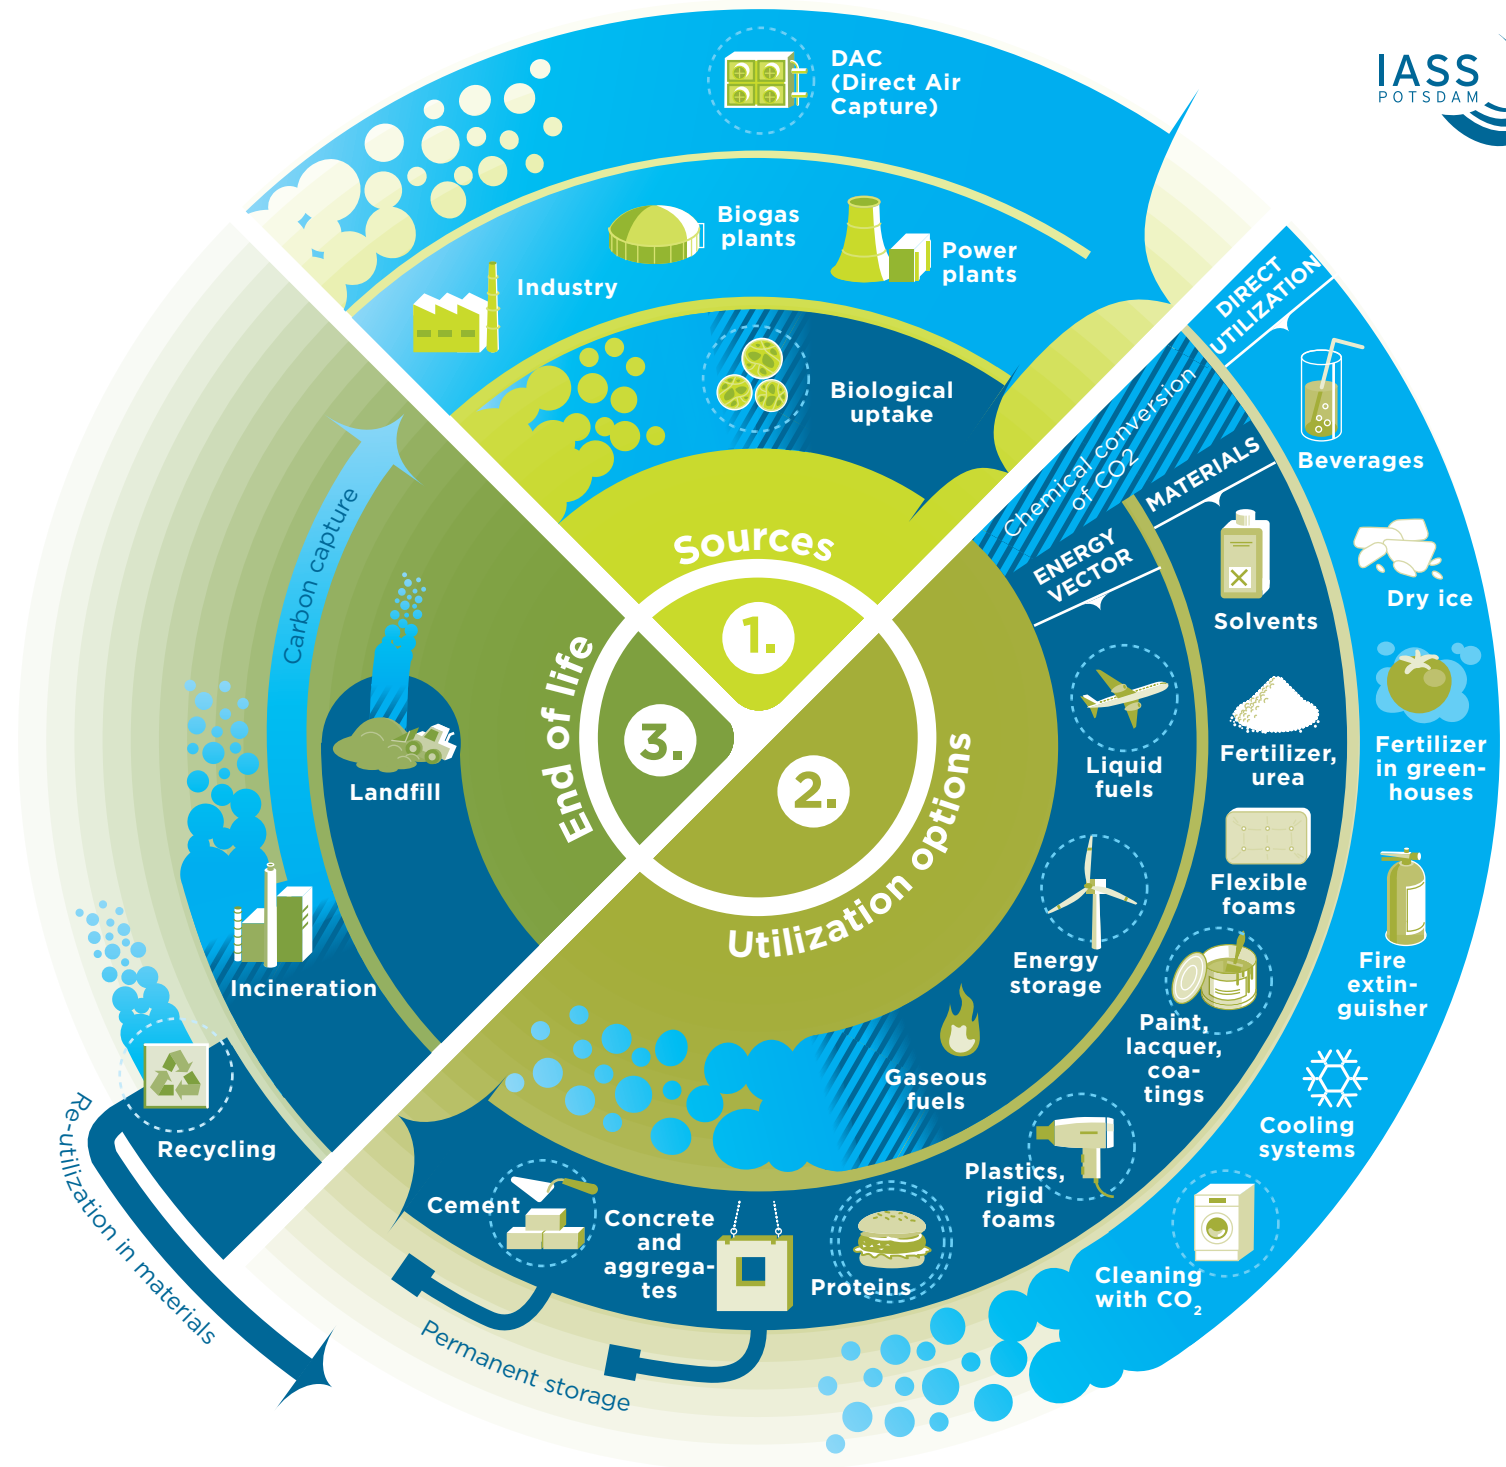 IASS
POTSDAM
DAC
(Direct Air
Capture)
Biogas
plants
Power
plants
Industry
Biological
uptake
Sources
1.
DIRECT
UTILIZATION
Chemical conversion
of CO2
MATERIALS
ENERGY
VECTOR
Beverages
Dry ice
Fertilizer
in green-
houses
Fire
extin-
guisher
Cooling
systems
Cleaning
with CO₂
Solvents
Fertilizer,
urea
Flexible
foams
Paint,
lacquer,
coa-
tings
Plastics,
rigid
foams
Proteins
Concrete
and
aggrega-
tes
Cement
Liquid
fuels
Energy
storage
Gaseous
fuels
2.
Utilization options
Permanent storage
3.
End of life
Carbon capture
Landfill
Incineration
Recycling
Re-utilization in materials